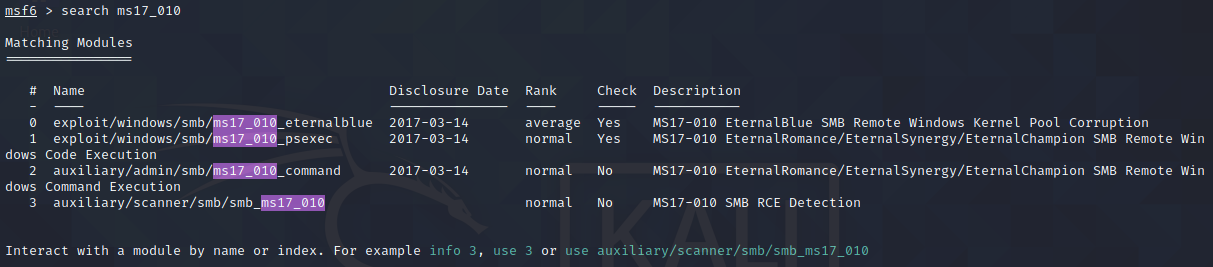 msf6 > search ms17_010
Matching Modules
================
#  Name                                      Disclosure Date  Rank     Check  Description
-  ----                                      ---------------  ----     -----  -----------
0  exploit/windows/smb/ms17_010_eternalblue  2017-03-14       average  Yes    MS17-010 EternalBlue SMB Remote Windows Kernel Pool Corruption
1  exploit/windows/smb/ms17_010_psexec       2017-03-14       normal   Yes    MS17-010 EternalRomance/EternalSynergy/EternalChampion SMB Remote Win
dows Code Execution
2  auxiliary/admin/smb/ms17_010_command      2017-03-14       normal   No     MS17-010 EternalRomance/EternalSynergy/EternalChampion SMB Remote Win
dows Command Execution
3  auxiliary/scanner/smb/smb_ms17_010                         normal   No     MS17-010 SMB RCE Detection
Interact with a module by name or index. For example info 3, use 3 or use auxiliary/scanner/smb/smb_ms17_010
KALI